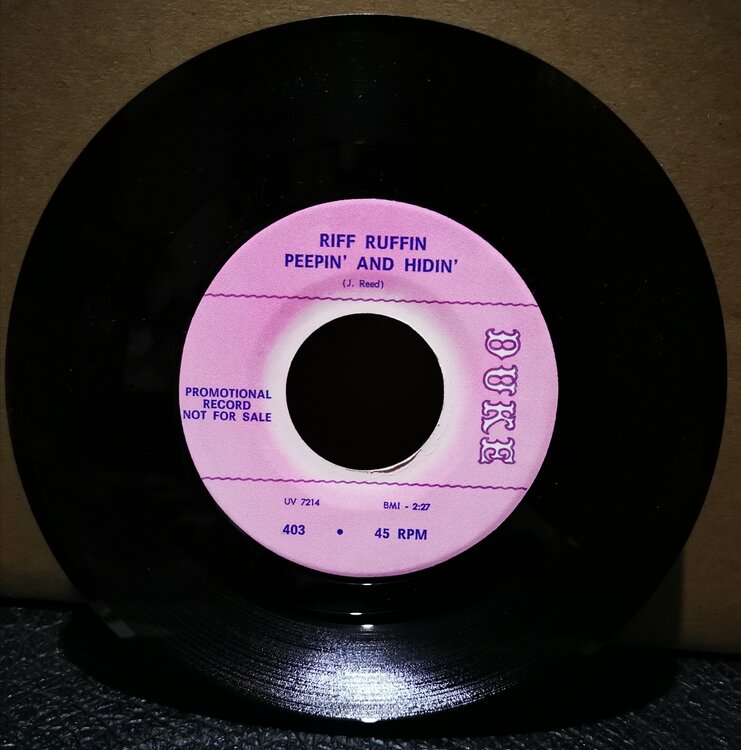 RIFF RUFFIN
PEEPIN' AND HIDIN'
(J. Reed)
DUKE
PROMOTIONAL
RECORD
NOT FOR SALE
UV 7214 BMI - 2:27
403 • 45 RPM